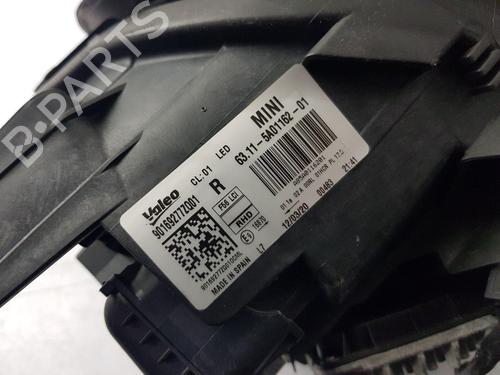 B-PARTS
Valeo
CL:01 LED
MINI
90169277Z001
R
63.11-5A01162-01
F56 LCI
RHD
L7
12/03/20 00483 21:41
MADE IN SPAIN